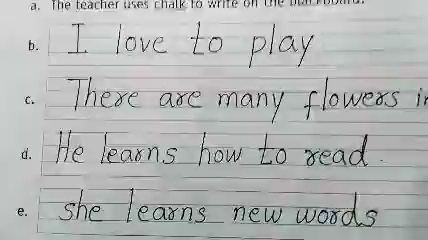 a. The teacher uses chalk to write on the
b. I love to play
c. There are many flowers in
d. He learns how to read.
e. she learns new words